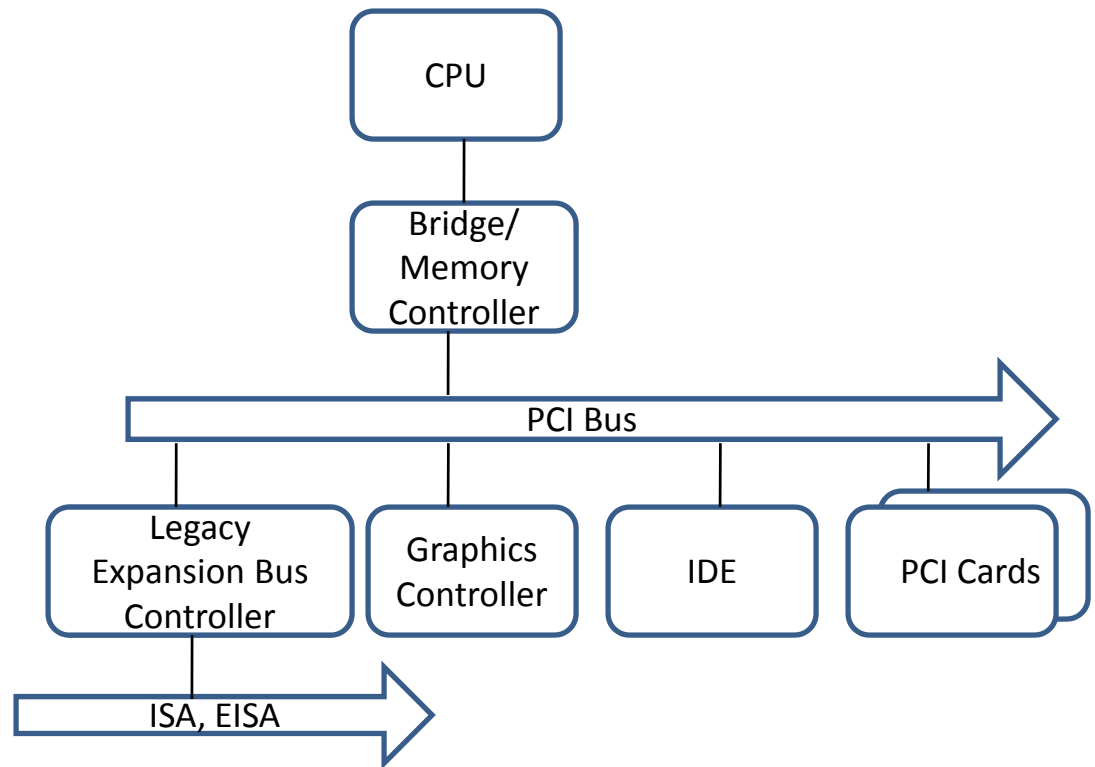 CPU
Bridge/
Memory
Controller
PCI Bus
Legacy
Expansion Bus
Controller
Graphics
Controller
IDE
PCI Cards
ISA, EISA